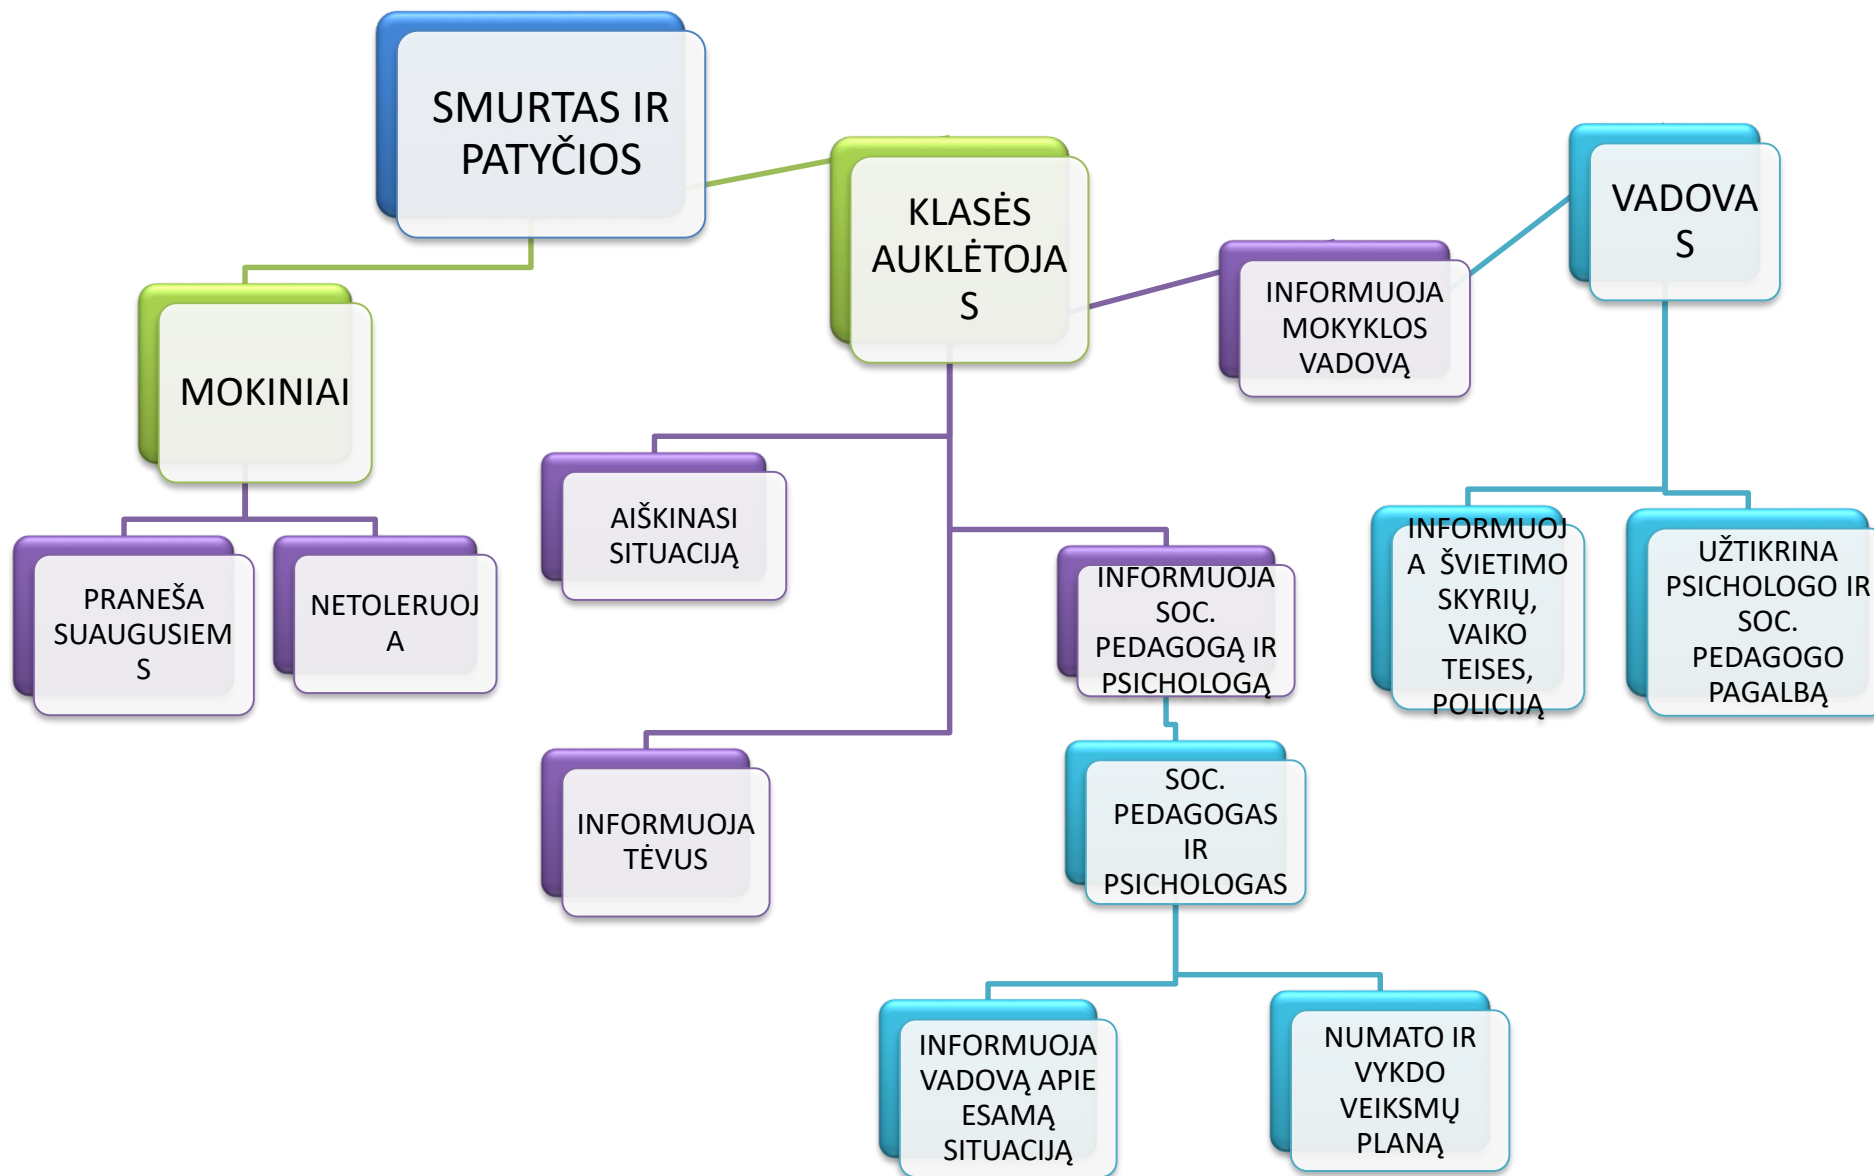 SMURTAS IR
PATYČIOS
KLASĖS
AUKLĖTOJA
S
VADOVA
S
INFORMUOJA
MOKYKLOS
VADOVĄ
MOKINIAI
PRANEŠA
SUAUGUSIEM
S
NETOLERUOJ
A
AIŠKINASI
SITUACIJĄ
INFORMUOJA
TĖVUS
INFORMUOJA
SOC.
PEDAGOGĄ IR
PSICHOLOGĄ
SOC.
PEDAGOGAS
IR
PSICHOLOGAS
INFORMUOJA
VADOVĄ APIE
ESAMĄ
SITUACIJĄ
NUMATO IR
VYKDO
VEIKSMŲ
PLANĄ
INFORMUOJ
A ŠVIETIMO
SKYRIŲ,
VAIKO
TEISES,
POLICIJĄ
UŽTIKRINA
PSICHOLOGO IR
SOC.
PEDAGOGO
PAGALBĄ